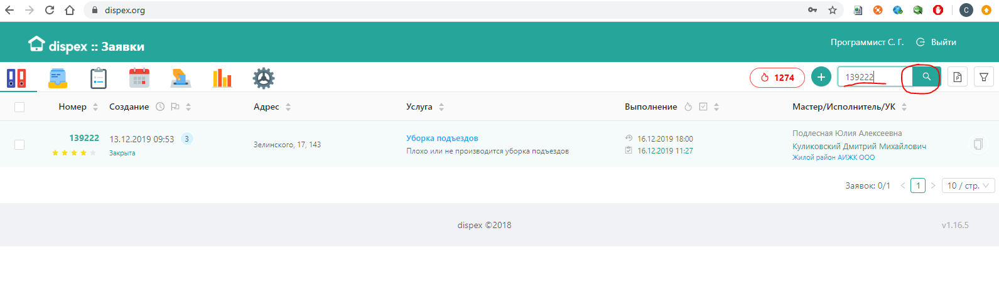 dispex.org
C
dispex :: Заявки
Программист С. Г.
Выйти
1274
139222
Номер
Создание
Адрес
Услуга
Выполнение
Мастер/Исполнитель/УК
139222
13.12.2019 09:53
3
Закрыта
Зелинского, 17, 143
Уборка подъездов
Плохо или не производится уборка подъездов
16.12.2019 18:00
16.12.2019 11:27
Подлесная Юлия Алексеевна
Куликовский Дмитрий Михайлович
Жилой район АИЖК ООО
Заявок: 0/1
1
10 / стр.
dispex ©2018
v1.16.5